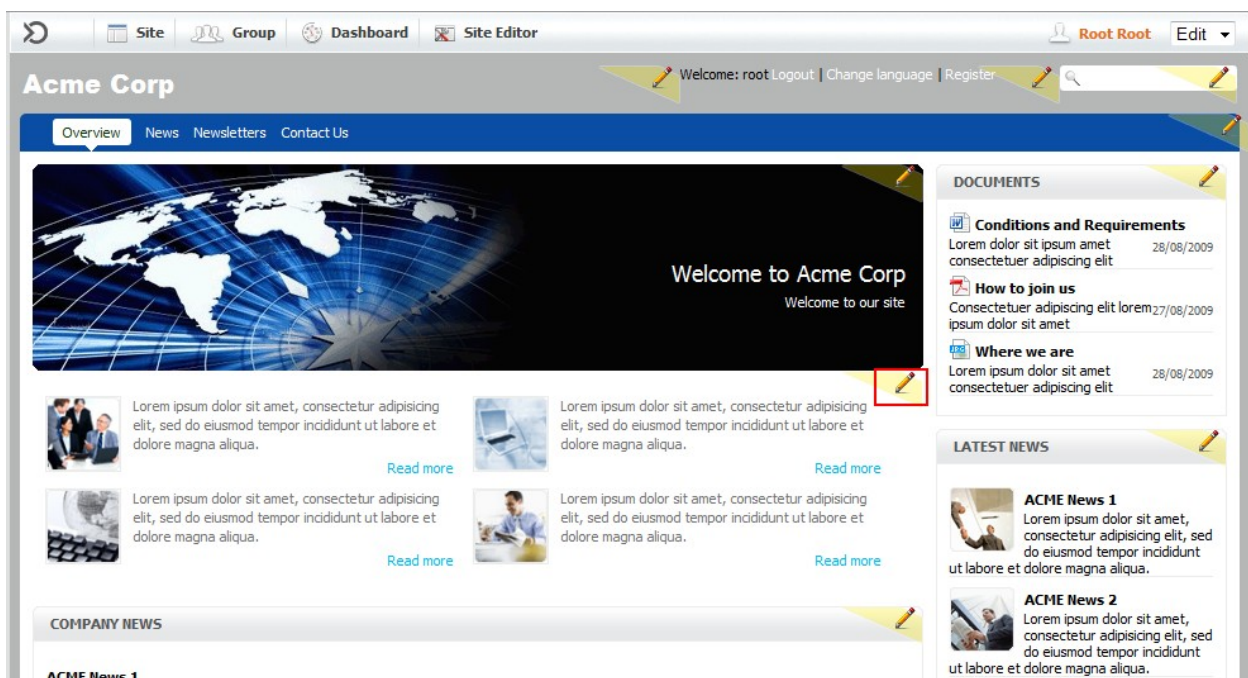 Site Group Dashboard Site Editor Root Root Edit
Acme Corp
Welcome: root Logout | Change language | Register
Overview News Newsletters Contact Us
Welcome to Acme Corp
Welcome to our site
Lorem ipsum dolor sit amet, consectetur adipisicing
elit, sed do eiusmod tempor incididunt ut labore et
dolore magna aliqua.
Read more
Lorem ipsum dolor sit amet, consectetur adipisicing
elit, sed do eiusmod tempor incididunt ut labore et
dolore magna aliqua.
Read more
Lorem ipsum dolor sit amet, consectetur adipisicing
elit, sed do eiusmod tempor incididunt ut labore et
dolore magna aliqua.
Read more
Lorem ipsum dolor sit amet, consectetur adipisicing
elit, sed do eiusmod tempor incididunt ut labore et
dolore magna aliqua.
Read more
COMPANY NEWS
ACME News 1
DOCUMENTS
Conditions and Requirements
Lorem dolor sit ipsum amet 28/08/2009
consectetuer adipiscing elit
How to join us
Consectetuer adipiscing elit lorem 27/08/2009
ipsum dolor sit amet
Where we are
Lorem ipsum dolor sit amet 28/08/2009
consectetuer adipiscing elit
LATEST NEWS
ACME News 1
Lorem ipsum dolor sit amet,
consectetur adipisicing elit, sed
do eiusmod tempor incididunt
ut labore et dolore magna aliqua.
ACME News 2
Lorem ipsum dolor sit amet,
consectetur adipisicing elit, sed
do eiusmod tempor incididunt
ut labore et dolore magna aliqua.